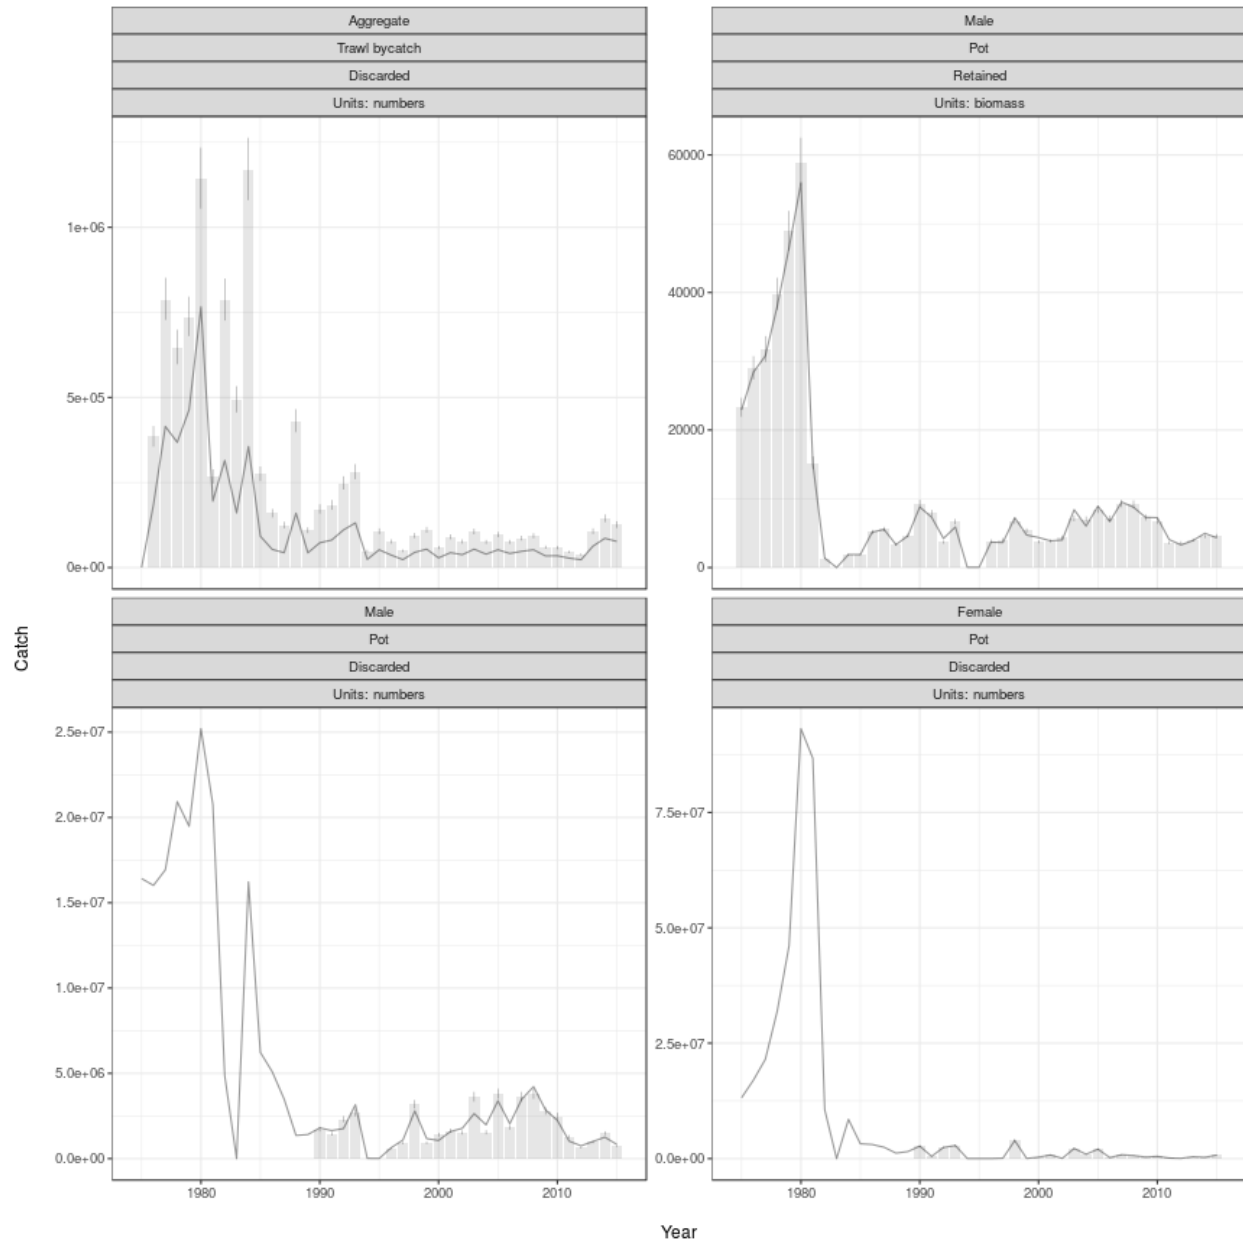 Aggregate
Trawl bycatch
Discarded
Units: numbers
1e+06
5e+05
0e+00
Male
Pot
Retained
Units: biomass
60000
40000
20000
0
Male
Pot
Discarded
Units: numbers
2.5e+07
2.0e+07
1.5e+07
1.0e+07
5.0e+06
0.0e+00
1980 1990 2000 2010
Female
Pot
Discarded
Units: numbers
7.5e+07
5.0e+07
2.5e+07
0.0e+00
1980 1990 2000 2010
Catch
Year